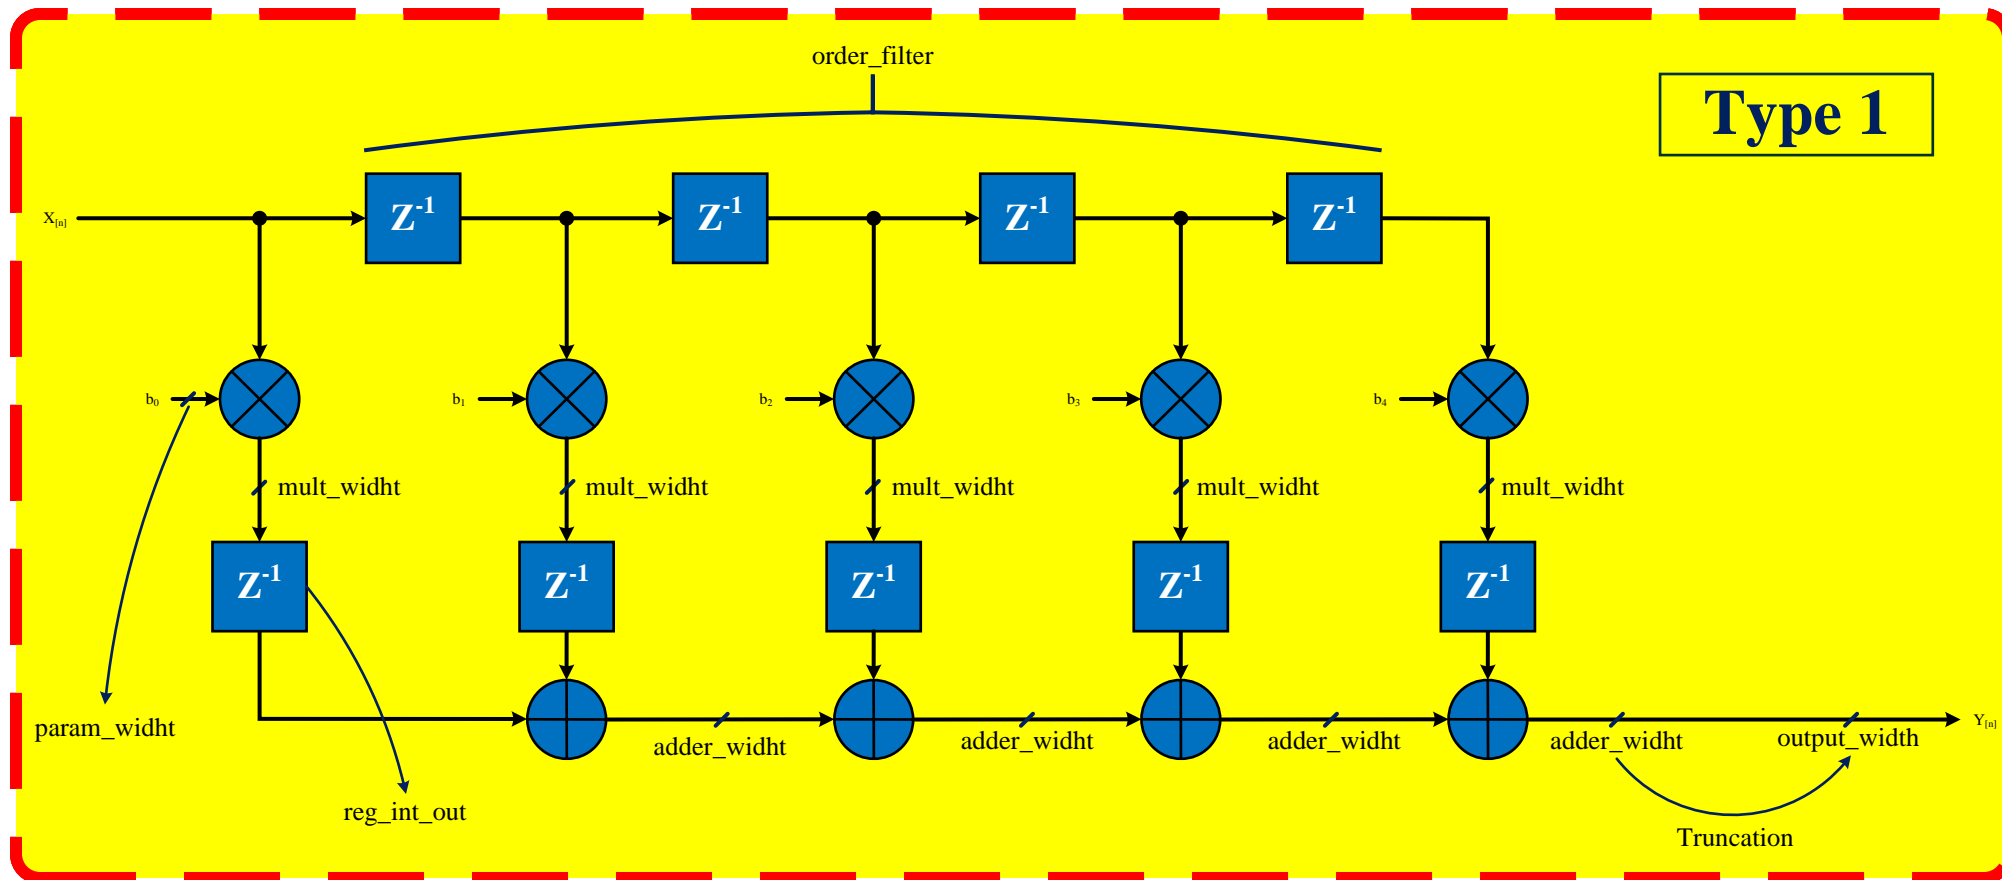 order_filter
Type 1
X[n]
Z-1 Z-1 Z-1 Z-1
b0 b1 b2 b3 b4
mult_widht mult_widht mult_widht mult_widht mult_widht
Z-1 Z-1 Z-1 Z-1 Z-1
param_widht
adder_widht adder_widht adder_widht adder_widht output_width Y[n]
reg_int_out
Truncation